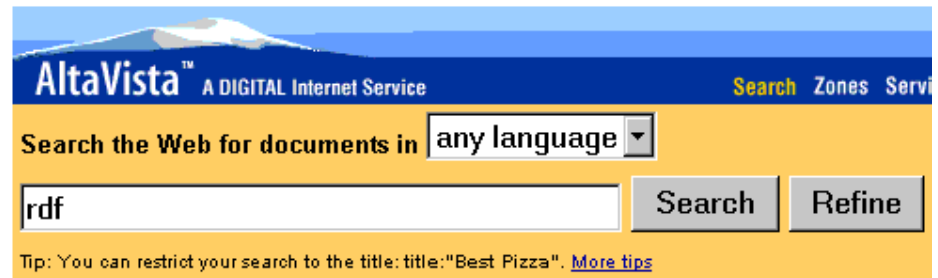 AltaVista™ A DIGITAL Internet Service Search Zones Servi
Search the Web for documents in any language
rdf Search Refine
Tip: You can restrict your search to the title: title:"Best Pizza". More tips